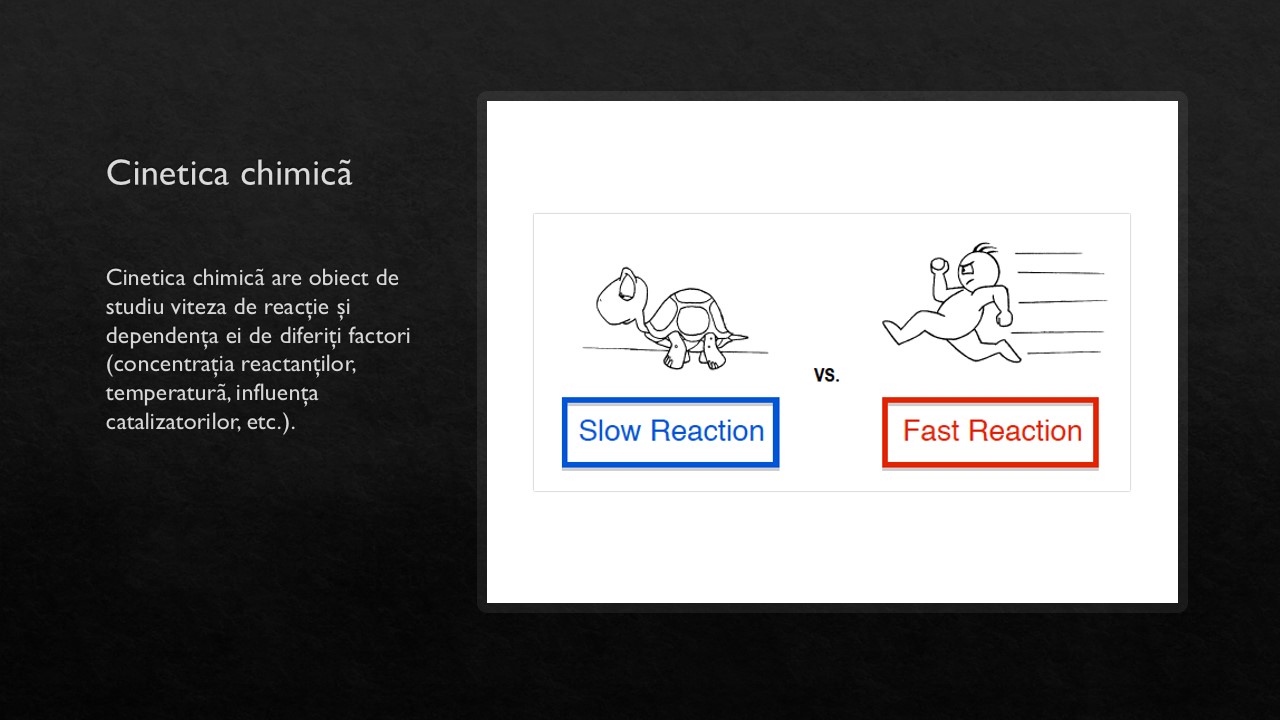 Cinetica chimicã
Cinetica chimicã are obiect de
studiu viteza de reacție și
dependența ei de diferiți factori
(concentrația reactanților,
temperaturã, influența
catalizatorilor, etc.).
vs.
Slow Reaction
Fast Reaction